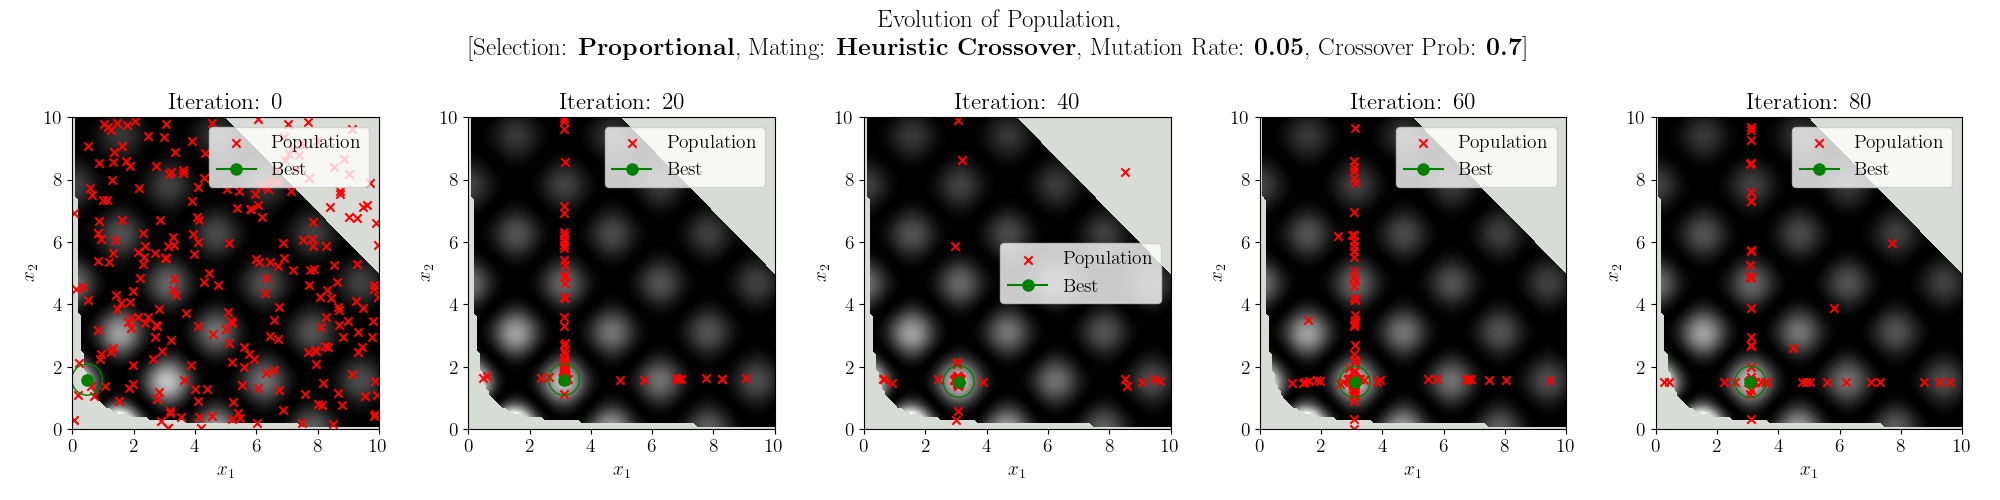 Evolution of Population,
[Selection: Proportional, Mating: Heuristic Crossover, Mutation Rate: 0.05, Crossover Prob: 0.7]
Iteration: 0
10
8
6
4
2
0
x2
Population
Best
0 2 4 6 8 10
x1
Iteration: 20
10
8
6
4
2
0
x2
Population
Best
0 2 4 6 8 10
x1
Iteration: 40
10
8
6
4
2
0
x2
Population
Best
0 2 4 6 8 10
x1
Iteration: 60
10
8
6
4
2
0
x2
Population
Best
0 2 4 6 8 10
x1
Iteration: 80
10
8
6
4
2
0
x2
Population
Best
0 2 4 6 8 10
x1